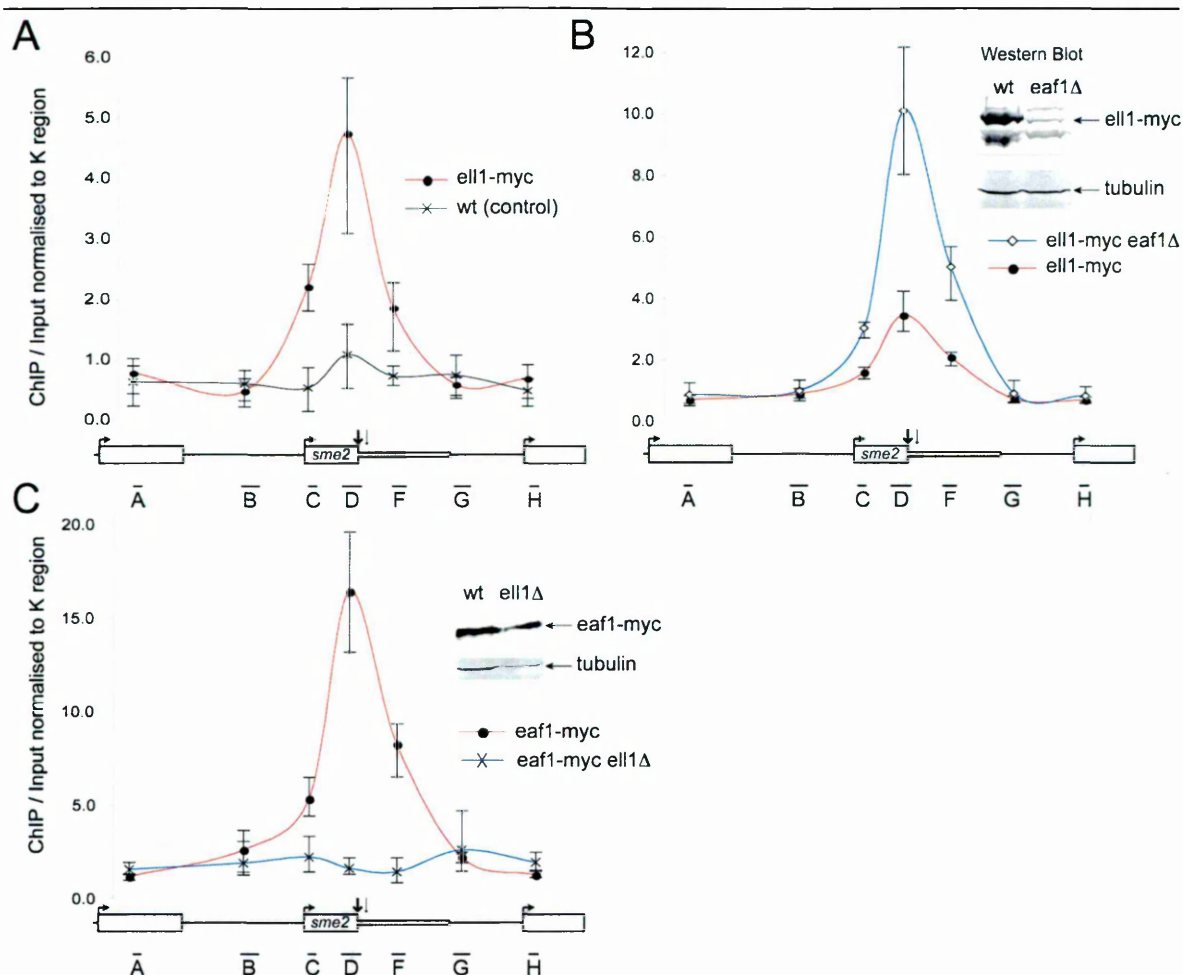 A
ChIP / Input normalised to K region
6.0
5.0
4.0
3.0
2.0
1.0
0.0
ell1-myc
wt (control)
sme2
A B C D F G H
B
12.0
10.0
8.0
6.0
4.0
2.0
0.0
Western Blot
wt eaf1Δ
ell1-myc
tubulin
ell1-myc eaf1Δ
ell1-myc
sme2
A B C D F G H
C
ChIP / Input normalised to K region
20.0
15.0
10.0
5.0
0.0
wt ell1Δ
eaf1-myc
tubulin
eaf1-myc
eaf1-myc ell1Δ
sme2
A B C D F G H